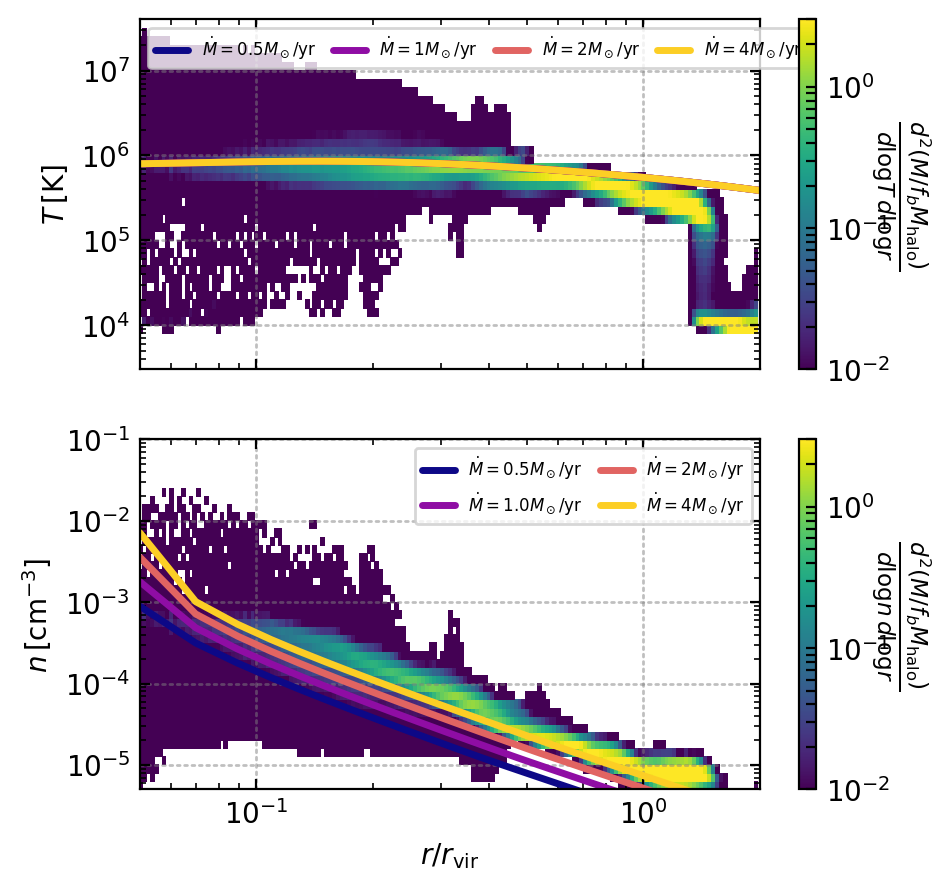 Ṁ = 0.5M⊙/yr Ṁ = 1M⊙/yr Ṁ = 2M⊙/yr Ṁ = 4M⊙/yr
10⁷
10⁶
10⁵
10⁴
T [K]
10⁰
10⁻¹
10⁻²
d²(M/f_b M_halo)
dlogT dlogr
Ṁ = 0.5M⊙/yr Ṁ = 2M⊙/yr
Ṁ = 1.0M⊙/yr Ṁ = 4M⊙/yr
10⁻¹
10⁻²
10⁻³
10⁻⁴
10⁻⁵
n [cm⁻³]
10⁻¹ 10⁰
r/r_vir
10⁰
10⁻¹
10⁻²
d²(M/f_b M_halo)
dlogn dlogr